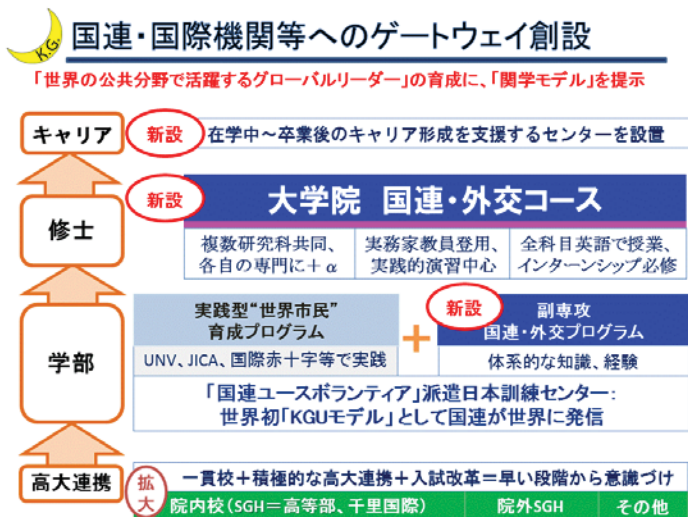 K.G.
国連・国際機関等へのゲートウェイ創設
「世界の公共分野で活躍するグローバルリーダー」の育成に、「関学モデル」を提示
キャリア
新設
在学中～卒業後のキャリア形成を支援するセンターを設置
修士
新設
大学院 国連・外交コース
複数研究科共同、
各自の専門に+α
実務家教員登用、
実践的演習中心
全科目英語で授業、
インターンシップ必修
学部
実践型“世界市民”
育成プログラム
UNV、JICA、国際赤十字等で実践
+
新設
副専攻
国連・外交プログラム
体系的な知識、経験
「国連ユースボランティア」派遣日本訓練センター：
世界初「KGUモデル」として国連が世界に発信
高大連携
拡大
一貫校＋積極的な高大連携＋入試改革＝早い段階から意識づけ
院内校（SGH＝高等部、千里国際）
院外SGH
その他